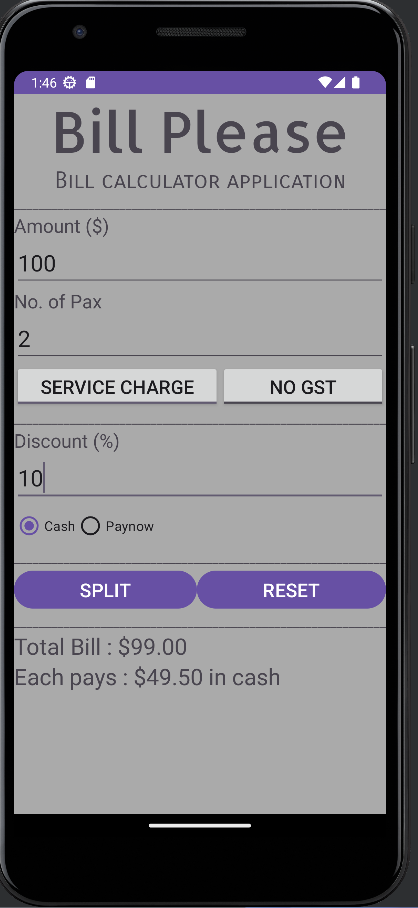 1:46
Bill Please
Bill calculator application
Amount ($)
100
No. of Pax
2
SERVICE CHARGE NO GST
Discount (%)
10
Cash Paynow
SPLIT RESET
Total Bill : $99.00
Each pays : $49.50 in cash